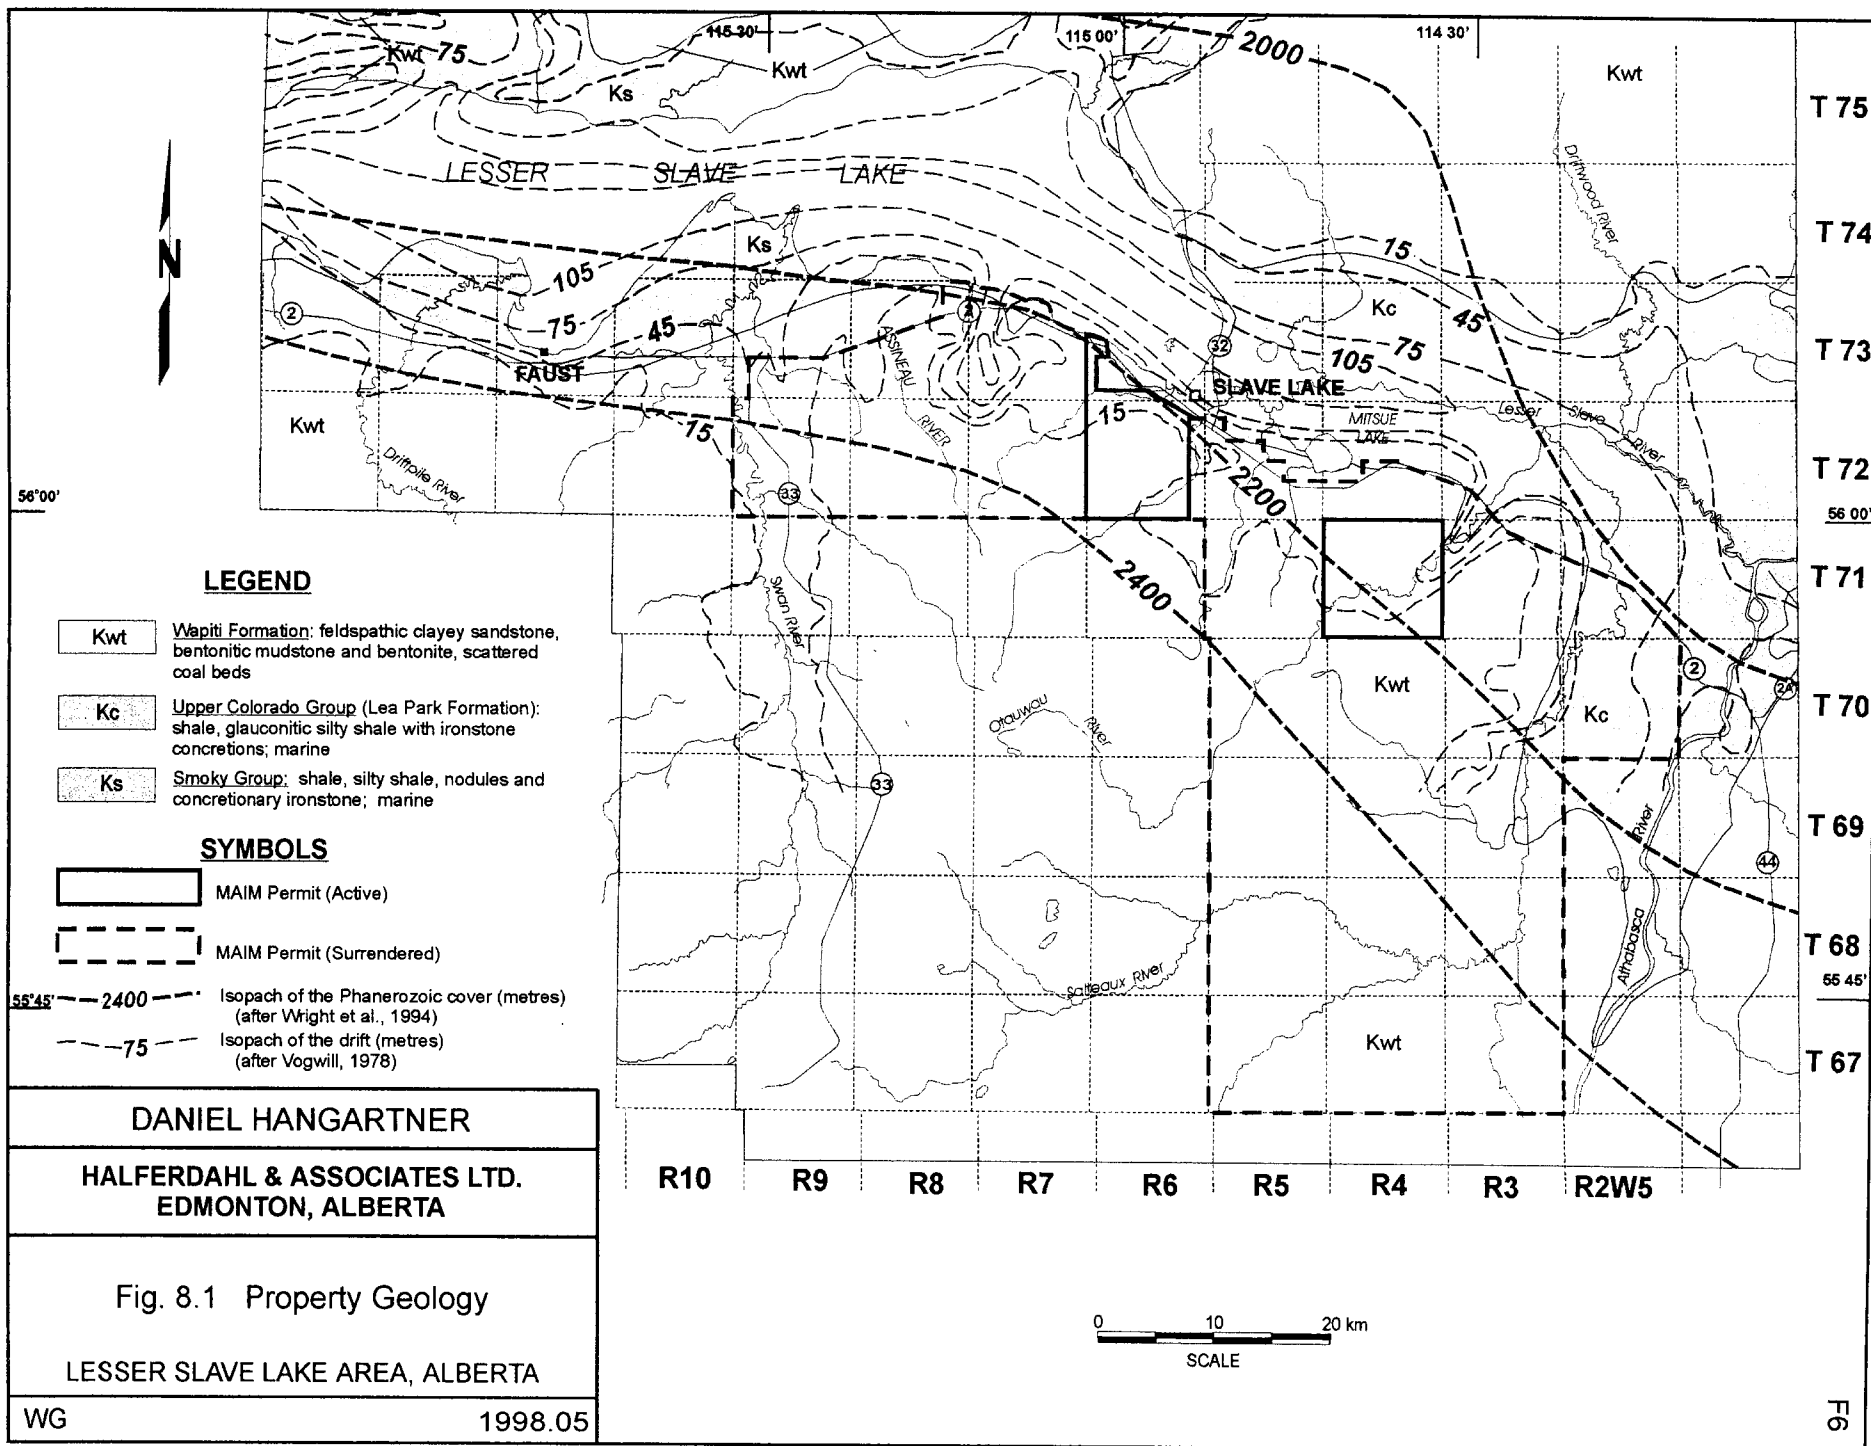 115 30'
115 00'
114 30'
Kwt
75
Kwt
2000
Kwt
Ks
T 75
LESSER SLAVE LAKE
Driftwood River
N
Ks
15
T 74
105
Kc
2
75
45
2
45
ASSINEAU RIVER
32
75
T 73
105
FAUST
SLAVE LAKE
Kwt
15
15
MITSUE LAKE
Lesser Slave River
Driftpile River
T 72
56°00'
33
2200
56 00'
2400
T 71
Swan River
LEGEND
Kwt
Wapiti Formation: feldspathic clayey sandstone,
bentonitic mudstone and bentonite, scattered
coal beds
Kc
Upper Colorado Group (Lea Park Formation):
shale, glauconitic silty shale with ironstone
concretions; marine
Ks
Smoky Group: shale, silty shale, nodules and
concretionary ironstone; marine
2
2A
Kwt
Kc
T 70
Otauwau River
33
River
T 69
44
SYMBOLS
MAIM Permit (Active)
MAIM Permit (Surrendered)
Athabasca
T 68
55 45'
Salteaux River
55°45'
2400
Isopach of the Phanerozoic cover (metres)
(after Wright et al., 1994)
75
Isopach of the drift (metres)
(after Vogwill, 1978)
Kwt
T 67
R10 R9 R8 R7 R6 R5 R4 R3 R2W5
DANIEL HANGARTNER
HALFERDAHL & ASSOCIATES LTD.
EDMONTON, ALBERTA
Fig. 8.1 Property Geology
LESSER SLAVE LAKE AREA, ALBERTA
WG 1998.05
0 10 20 km
SCALE
F6